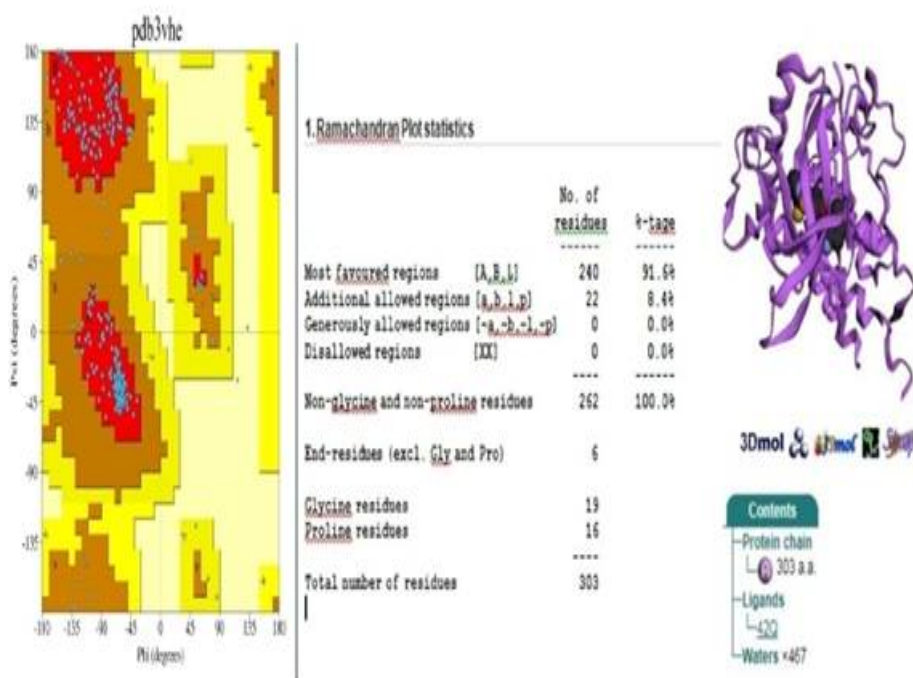 pdb3vhe
180
135
90
45
0
-45
-90
-135
Psi (degrees)
-180 -135 -90 -45 0 45 90 135 180
Phi (degrees)
1. Ramachandran Plot statistics
No. of
residues %-tage
------ ------
Most favoured regions [A,B,L] 240 91.6%
Additional allowed regions [a,b,l,p] 22 8.4%
Generously allowed regions [~a,~b,~l,~p] 0 0.0%
Disallowed regions [XX] 0 0.0%
---- ------
Non-glycine and non-proline residues 262 100.0%
End-residues (excl. Gly and Pro) 6
Glycine residues 19
Proline residues 16
----
Total number of residues 303
3Dmol
Contents
Protein chain
303 a.a.
Ligands
42Q
Waters ×467